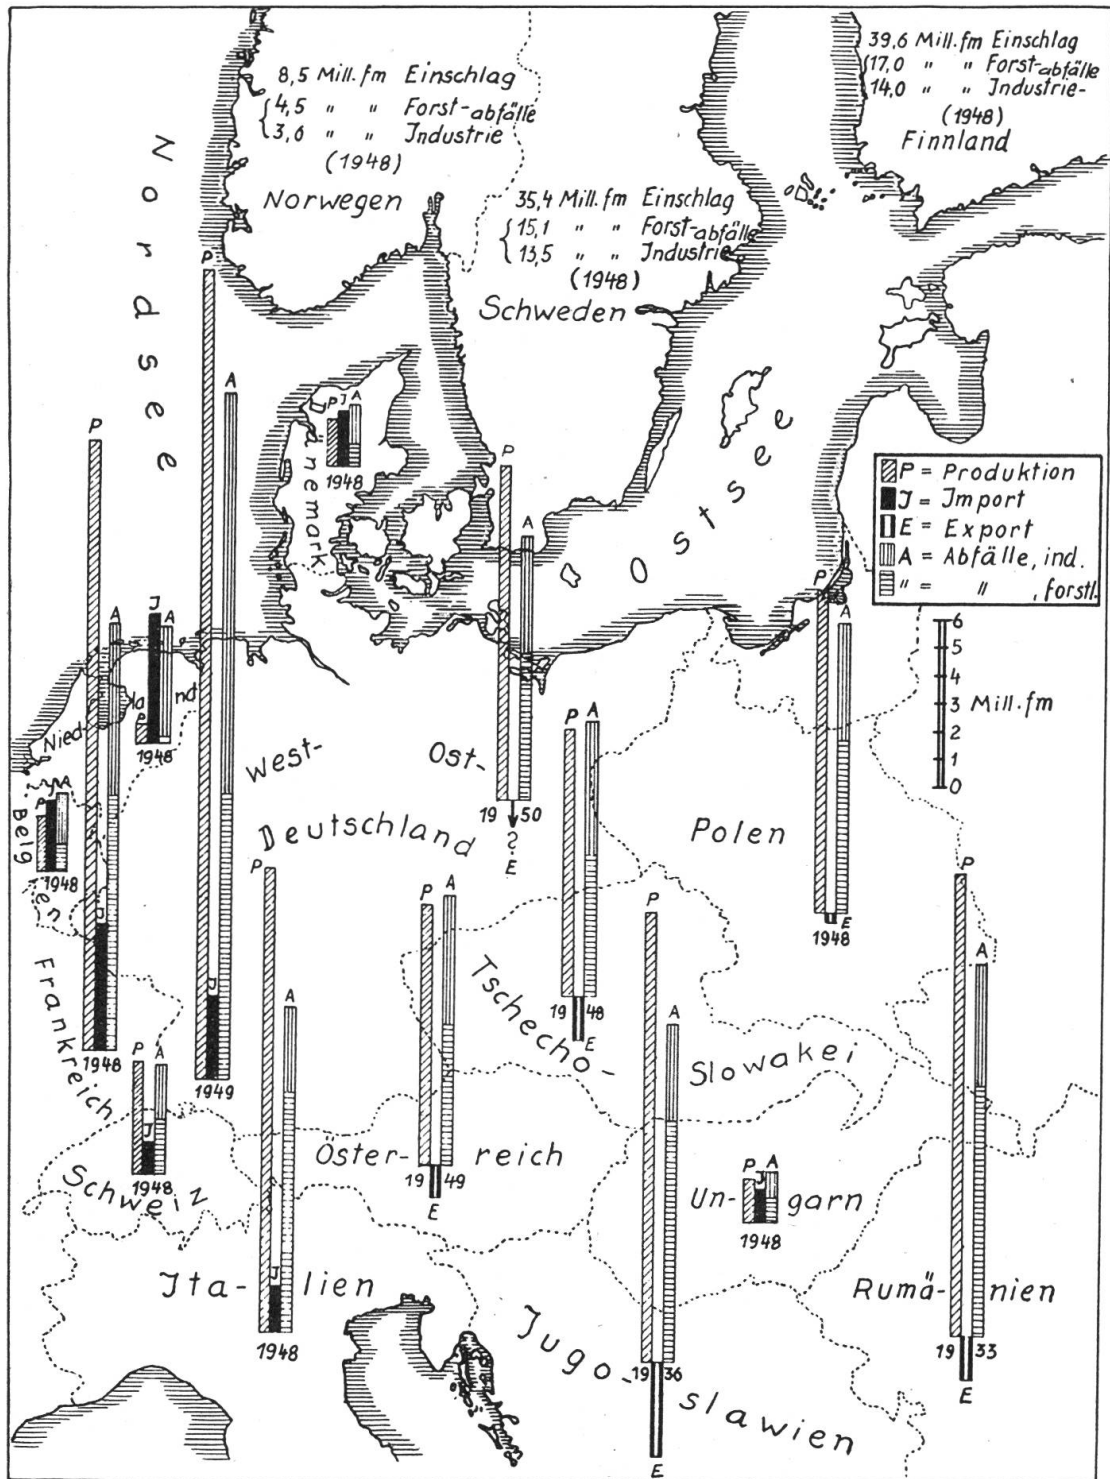 8,5 Mill. fm Einschlag
4,5 " " Forst-abfälle
3,6 " " Industrie
(1948)
Norwegen
39,6 Mill. fm Einschlag
17,0 " " Forst-abfälle
14,0 " " Industrie-
(1948)
Finnland
35,4 Mill. fm Einschlag
15,1 " " Forst-abfälle
13,5 " " Industrie
(1948)
Schweden
Nordsee
Ostsee
P = Produktion
J = Jmport
E = Export
A = Abfälle, ind.
" = " , forstl.
6
5
4
3 Mill. fm
2
1
0
P J A
1948
Dänemark
P A
P J A
1948
Niedland
P J A
1948
Belgien
P A
J
1948
Frankreich
P A
J
1949
West-
Ost-
Deutschland
P A
19 50
? E
P A
19 48
E
Tschecho-
Slowakei
P A
1948 E
Polen
P A
J
1948
Schweiz
P A
J
1948
Jta-lien
P A
19 49
E
Öster-reich
P A
19 36
E
Jugo-slawien
P J A
1948
Un-garn
P A
19 33
E
Rumä-nien